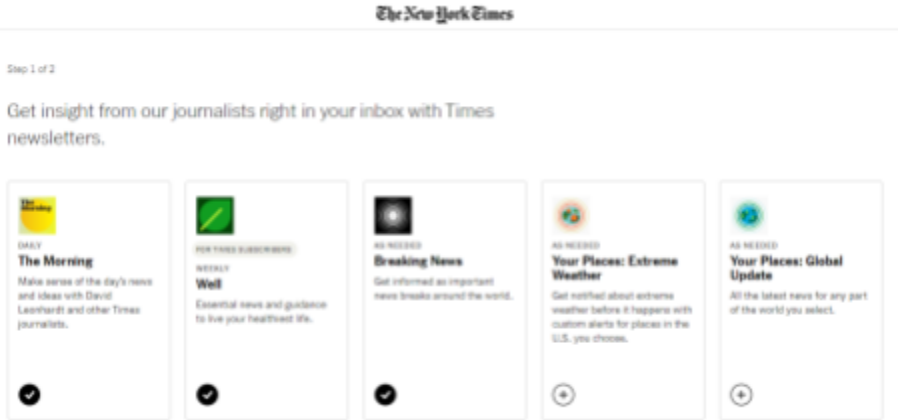 The New York Times
Step 1 of 2
Get insight from our journalists right in your inbox with Times
newsletters.
The Morning
DAILY
The Morning
Make sense of the day's news
and ideas with David
Leonhardt and other Times
journalists.
FOR TIMES SUBSCRIBERS
WEEKLY
Well
Essential news and guidance
to live your healthiest life.
AS NEEDED
Breaking News
Get informed as important
news breaks around the world.
AS NEEDED
Your Places: Extreme
Weather
Get notified about extreme
weather before it happens with
custom alerts for places in the
U.S. you choose.
AS NEEDED
Your Places: Global
Update
All the latest news for any part
of the world you select.